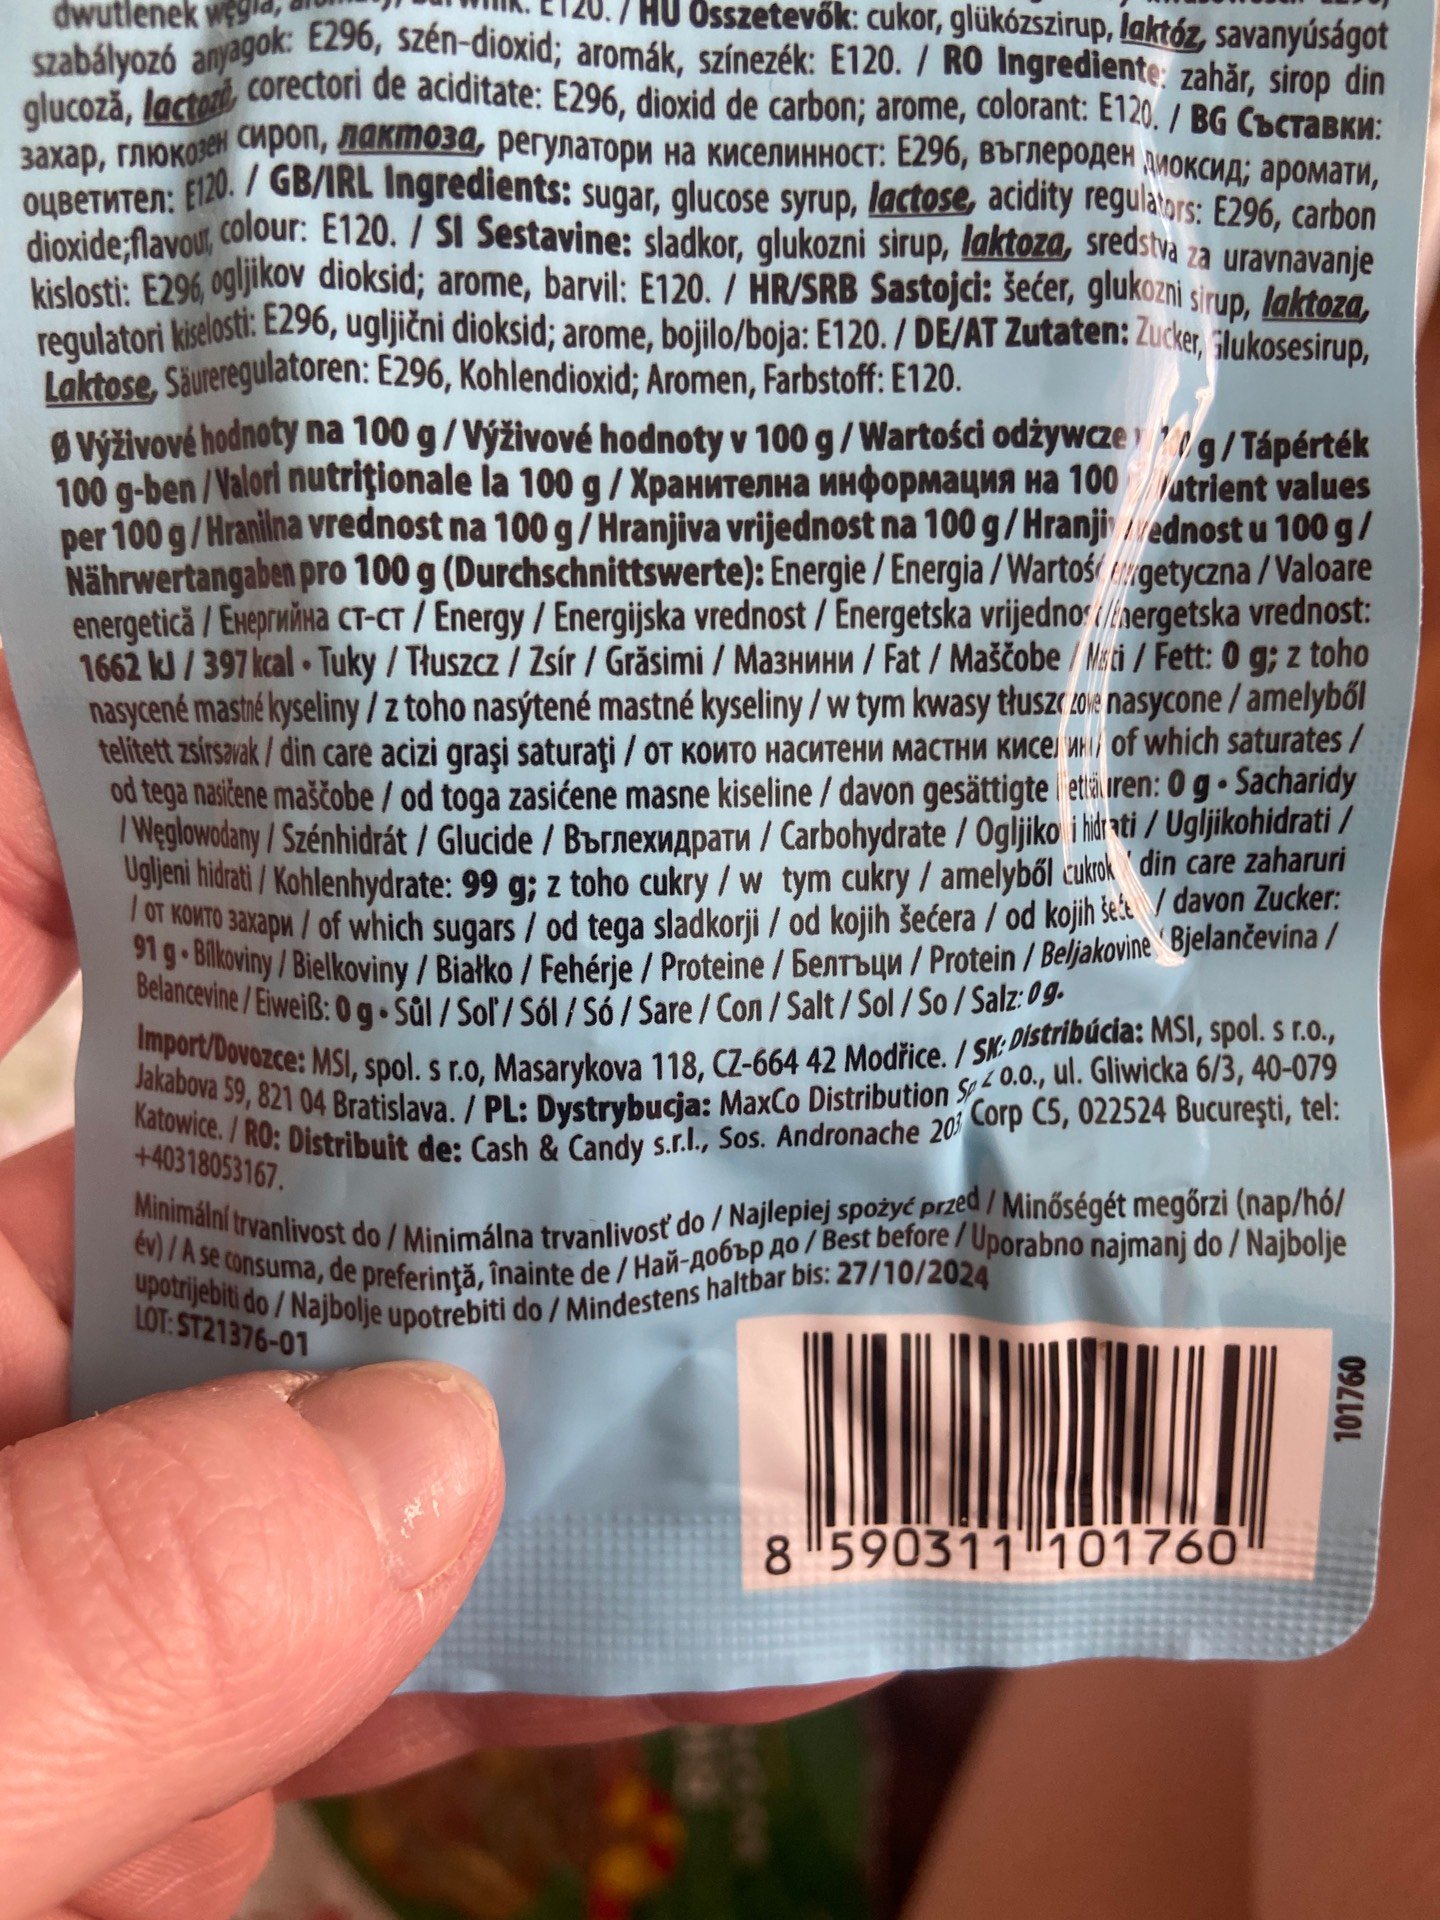 dwutlenek węgla, E120. / HU Összetevők: cukor, glükózszirup, laktóz, savanyúságot
szabályozó anyagok: E296, szén-dioxid; aromák, színezék: E120. / RO Ingrediente: zahăr, sirop din
glucoză, lactoză, corectori de aciditate: E296, dioxid de carbon; arome, colorant: E120. / BG Съставки:
захар, глюкозен сироп, лактоза, регулатори на киселинност: E296, въглероден диоксид; аромати,
оцветител: E120. / GB/IRL Ingredients: sugar, glucose syrup, lactose, acidity regulators: E296, carbon
dioxide;flavour, colour: E120. / SI Sestavine: sladkor, glukozni sirup, laktoza, sredstva za uravnavanje
kislosti: E296, ogljikov dioksid; arome, barvil: E120. / HR/SRB Sastojci: šećer, glukozni sirup, laktoza,
regulatori kiselosti: E296, ugljični dioksid; arome, bojilo/boja: E120. / DE/AT Zutaten: Zucker, Glukosesirup,
Laktose, Säureregulatoren: E296, Kohlendioxid; Aromen, Farbstoff: E120.
Ø Výživové hodnoty na 100 g / Výživové hodnoty v 100 g / Wartości odżywcze w 100 g / Tápérték
100 g-ben / Valori nutriţionale la 100 g / Хранителна информация на 100 Nutrient values
per 100 g / Hranilna vrednost na 100 g / Hranjiva vrijednost na 100 g / Hranjiva vrednost u 100 g /
Nährwertangaben pro 100 g (Durchschnittswerte): Energie / Energia / Wartość energetyczna / Valoare
energetică / Енергийна ст-ст / Energy / Energijska vrednost / Energetska vrijednost / Energetska vrednost:
1662 kJ / 397 kcal • Tuky / Tłuszcz / Zsír / Grăsimi / Мазнини / Fat / Maščobe / Masti / Fett: 0 g; z toho
nasycené mastné kyseliny / z toho nasýtené mastné kyseliny / w tym kwasy tłuszczowe nasycone / amelyből
telített zsírsavak / din care acizi graşi saturaţi / от които наситени мастни киселини / of which saturates /
od tega nasičene maščobe / od toga zasićene masne kiseline / davon gesättigte Fettsäuren: 0 g • Sacharidy
/ Węglowodany / Szénhidrát / Glucide / Въглехидрати / Carbohydrate / Ogljikovi hidrati / Ugljikohidrati /
Ugljeni hidrati / Kohlenhydrate: 99 g; z toho cukry / w tym cukry / amelyből cukrok / din care zaharuri
/ от които захари / of which sugars / od tega sladkorji / od kojih šećera / od kojih šećer / davon Zucker:
91 g • Bílkoviny / Bielkoviny / Białko / Fehérje / Proteine / Белтъци / Protein / Beljakovine / Bjelančevina /
Belancevine / Eiweiß: 0 g • Sůl / Soľ / Sól / Só / Sare / Сол / Salt / Sol / So / Salz: 0 g.
Import/Dovozce: MSI, spol. s r.o, Masarykova 118, CZ-664 42 Modřice. / SK: Distribúcia: MSI, spol. s r.o.,
Jakabova 59, 821 04 Bratislava. / PL: Dystrybucja: MaxCo Distribution Sp. z o.o., ul. Gliwicka 6/3, 40-079
Katowice. / RO: Distribuit de: Cash & Candy s.r.l., Sos. Andronache 203 Corp C5, 022524 Bucureşti, tel:
+40318053167.
Minimální trvanlivost do / Minimálna trvanlivosť do / Najlepiej spożyć przed / Minőségét megőrzi (nap/hó/
év) / A se consuma, de preferinţă, înainte de / Най-добър до / Best before / Uporabno najmanj do / Najbolje
upotrijebiti do / Najbolje upotrebiti do / Mindestens haltbar bis: 27/10/2024
LOT: ST21376-01
101760
8 590311 101760